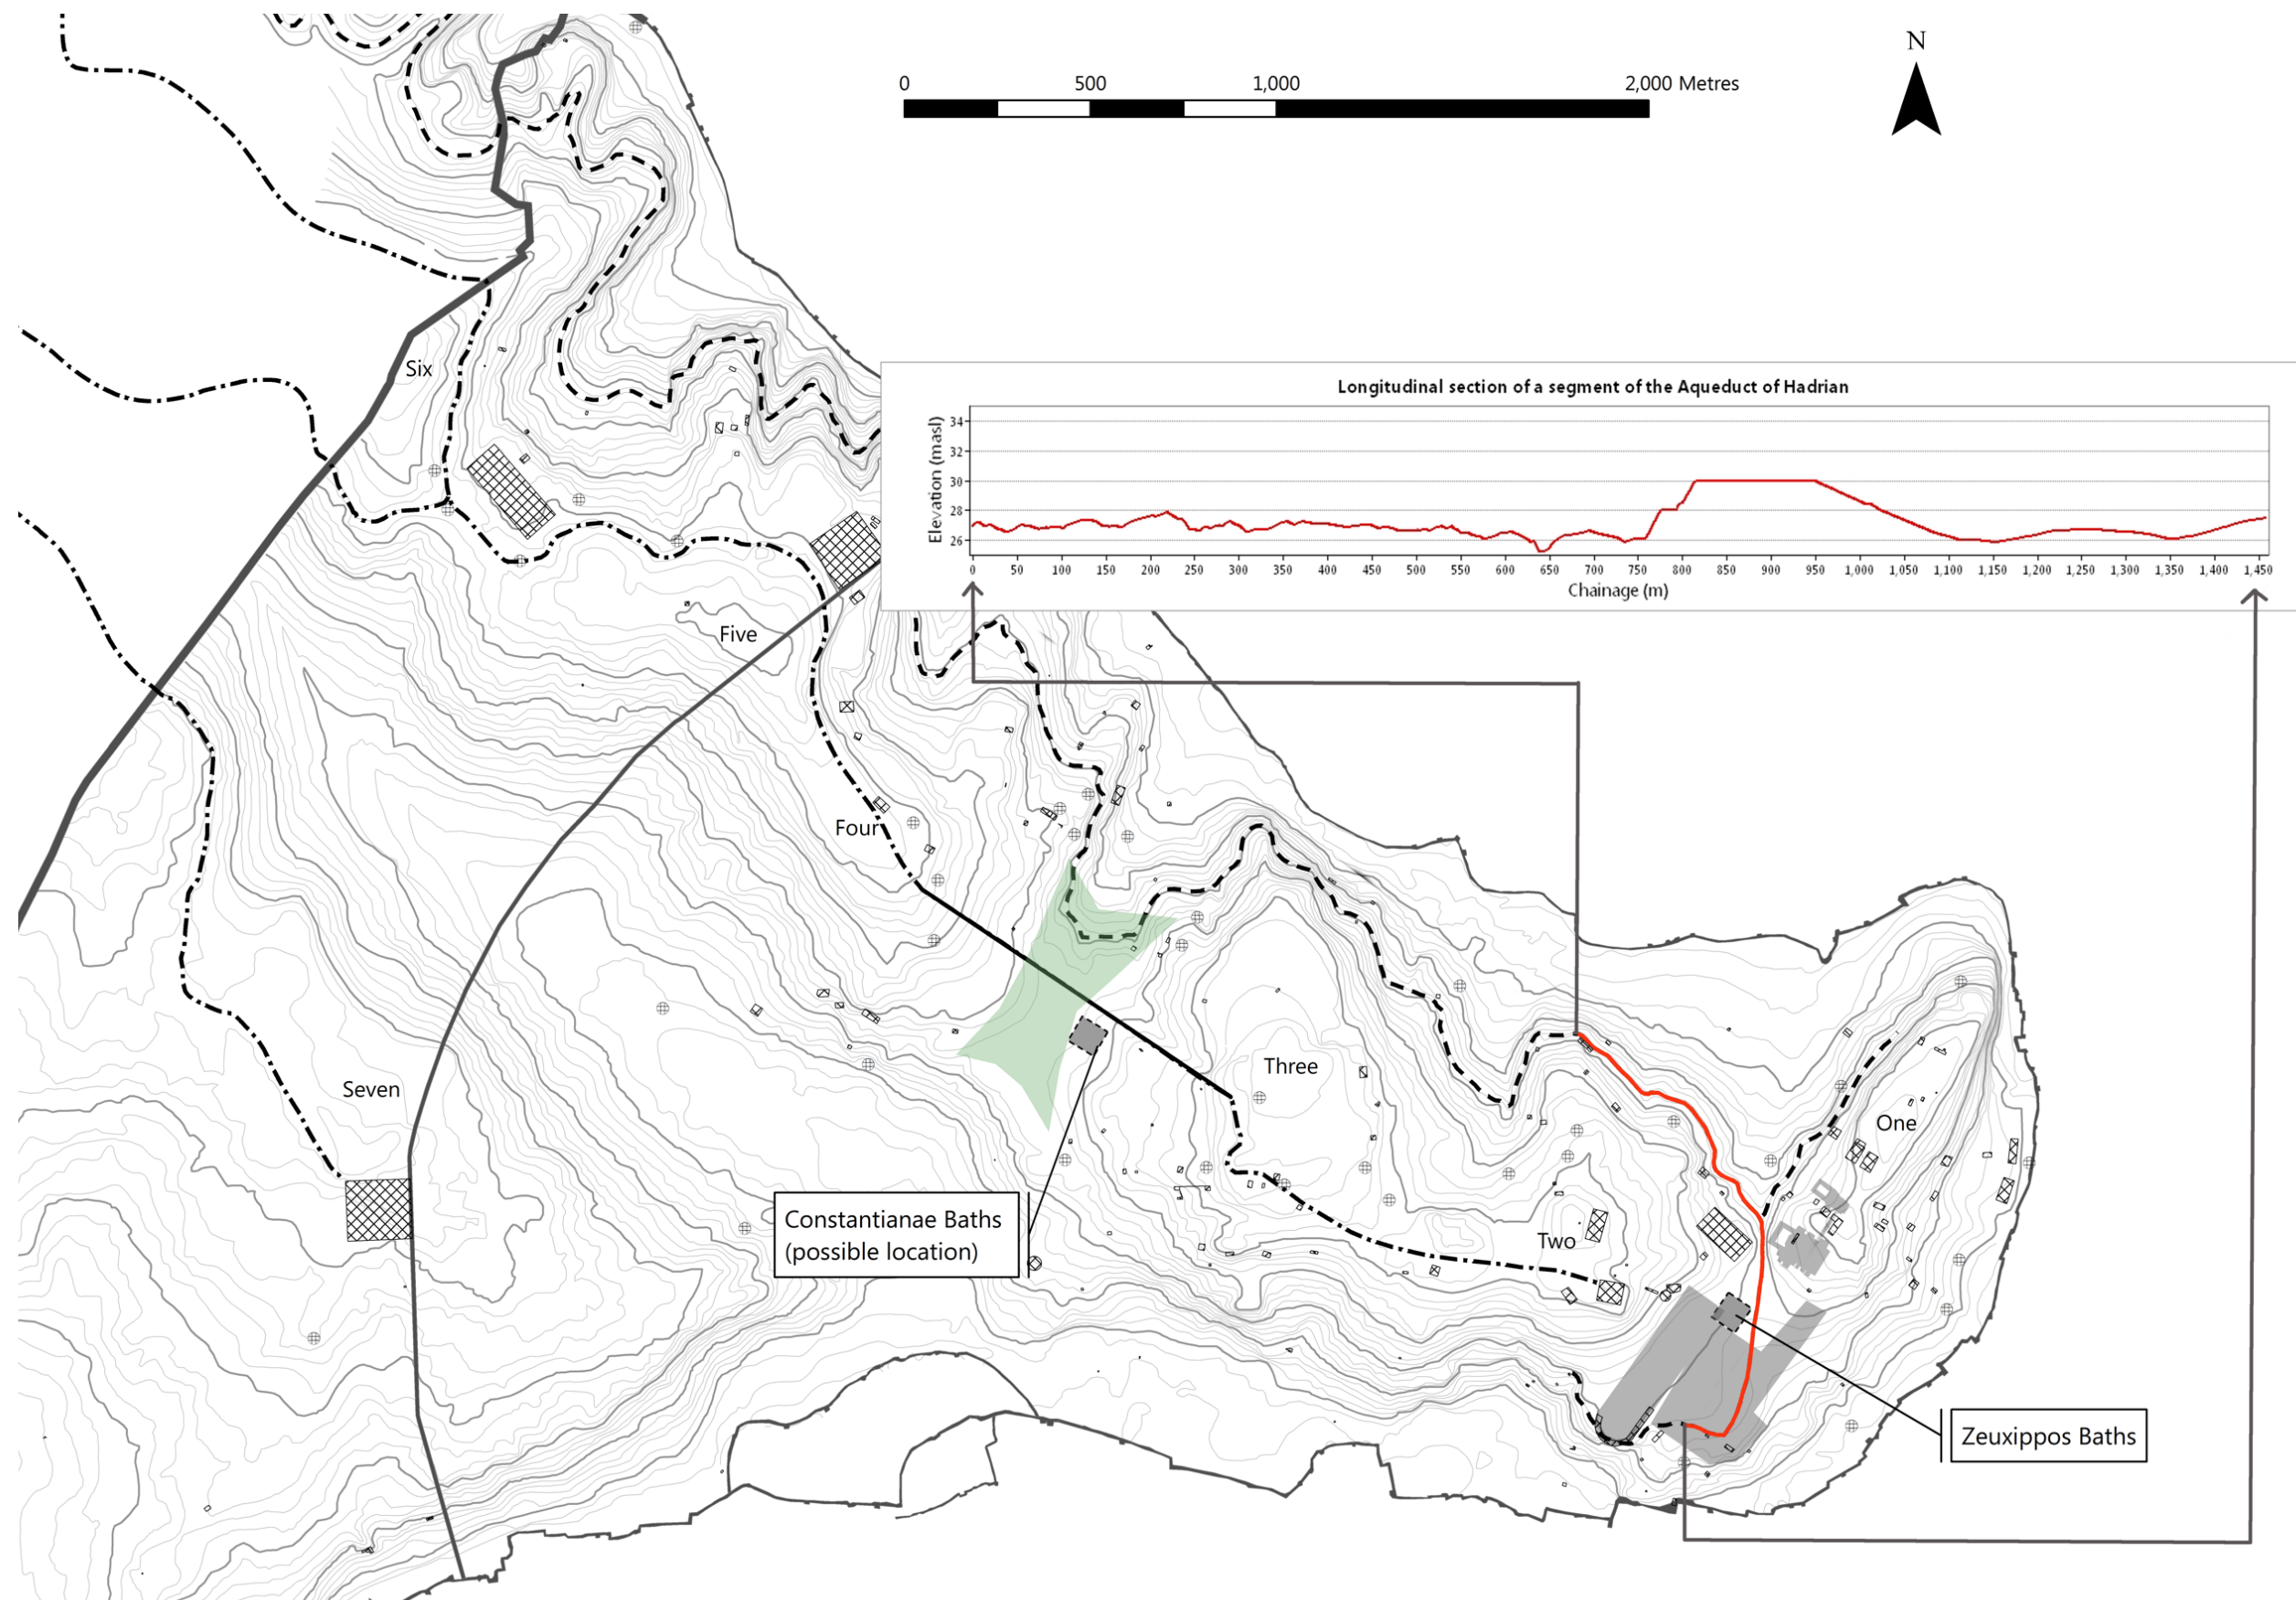 N
0 500 1,000 2,000 Metres
Six
Longitudinal section of a segment of the Aqueduct of Hadrian
Elevation (masl)
34
32
30
28
26
0 50 100 150 200 250 300 350 400 450 500 550 600 650 700 750 800 850 900 950 1,000 1,050 1,100 1,150 1,200 1,250 1,300 1,350 1,400 1,450
Chainage (m)
Five
Four
Three
Seven
One
Two
Constantianae Baths
(possible location)
Zeuxippos Baths